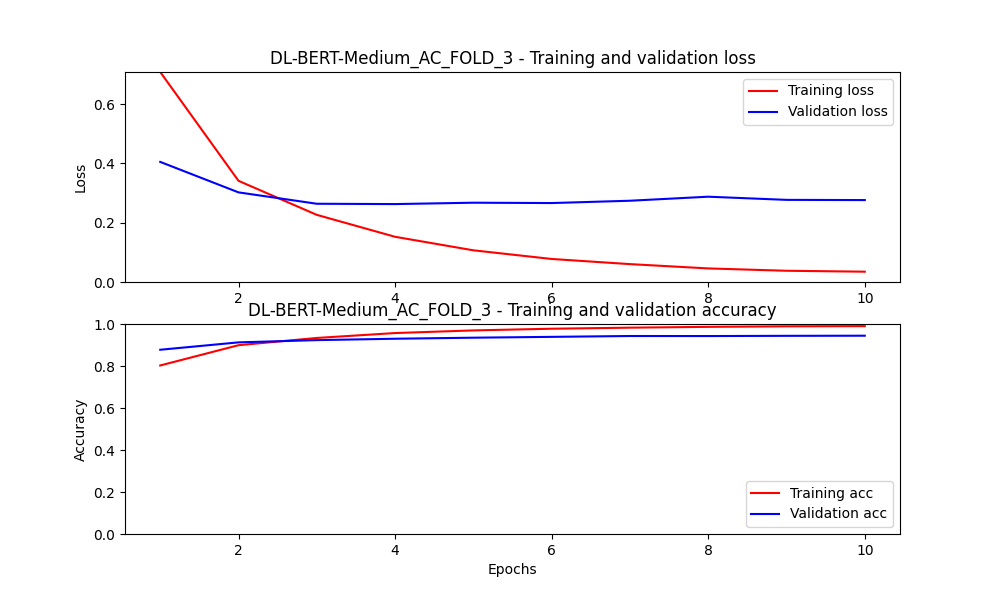 DL-BERT-Medium_AC_FOLD_3 - Training and validation loss
Training loss
Validation loss
Loss
0.6
0.4
0.2
0.0
2
4
6
8
10
DL-BERT-Medium_AC_FOLD_3 - Training and validation accuracy
1.0
0.8
0.6
0.4
0.2
0.0
Accuracy
Training acc
Validation acc
2
4
6
8
10
Epochs